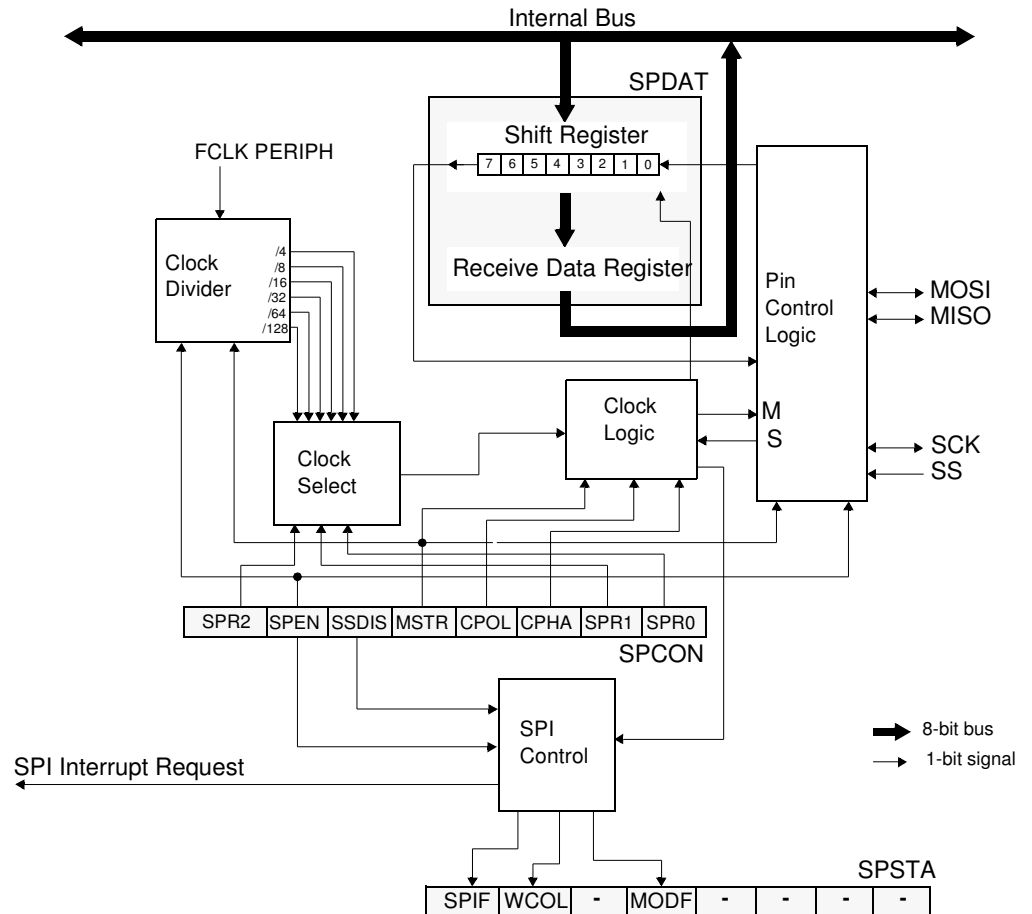 Internal Bus
SPDAT
Shift Register
7 6 5 4 3 2 1 0
FCLK PERIPH
Clock
Divider
/4
/8
/16
/32
/64
/128
Receive Data Register
Pin
Control
Logic
MOSI
MISO
Clock
Logic
M
S
SCK
SS
Clock
Select
SPR2 SPEN SSDIS MSTR CPOL CPHA SPR1 SPR0
SPCON
SPI
Control
8-bit bus
1-bit signal
SPI Interrupt Request
SPSTA
SPIF WCOL - MODF - - - -